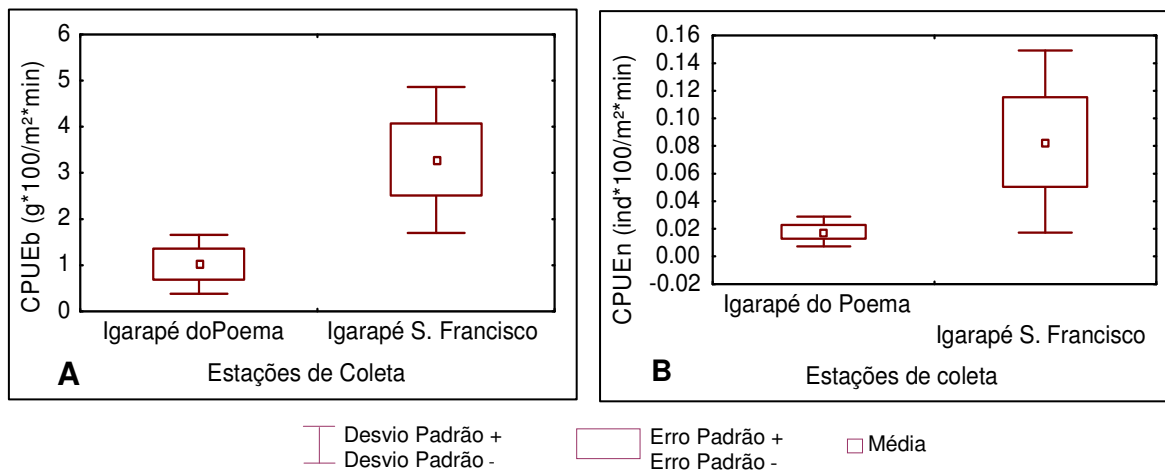 CPUEb (g*100/m²*min)
6
5
4
3
2
1
0
Igarapé doPoema
Igarapé S. Francisco
A
Estações de Coleta
CPUEn (ind*100/m²*min)
0.16
0.14
0.12
0.10
0.08
0.06
0.04
0.02
0.00
-0.02
Igarapé do Poema
Igarapé S. Francisco
B
Estações de coleta
Desvio Padrão +
Desvio Padrão -
Erro Padrão +
Erro Padrão -
Média